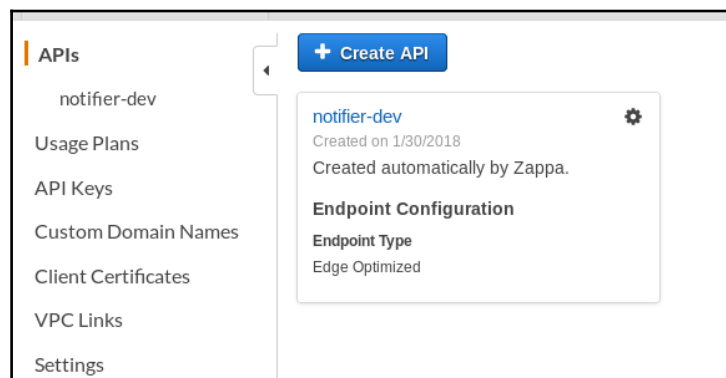 APIs
notifier-dev
Usage Plans
API Keys
Custom Domain Names
Client Certificates
VPC Links
Settings
Create API
notifier-dev
Created on 1/30/2018
Created automatically by Zappa.
Endpoint Configuration
Endpoint Type
Edge Optimized